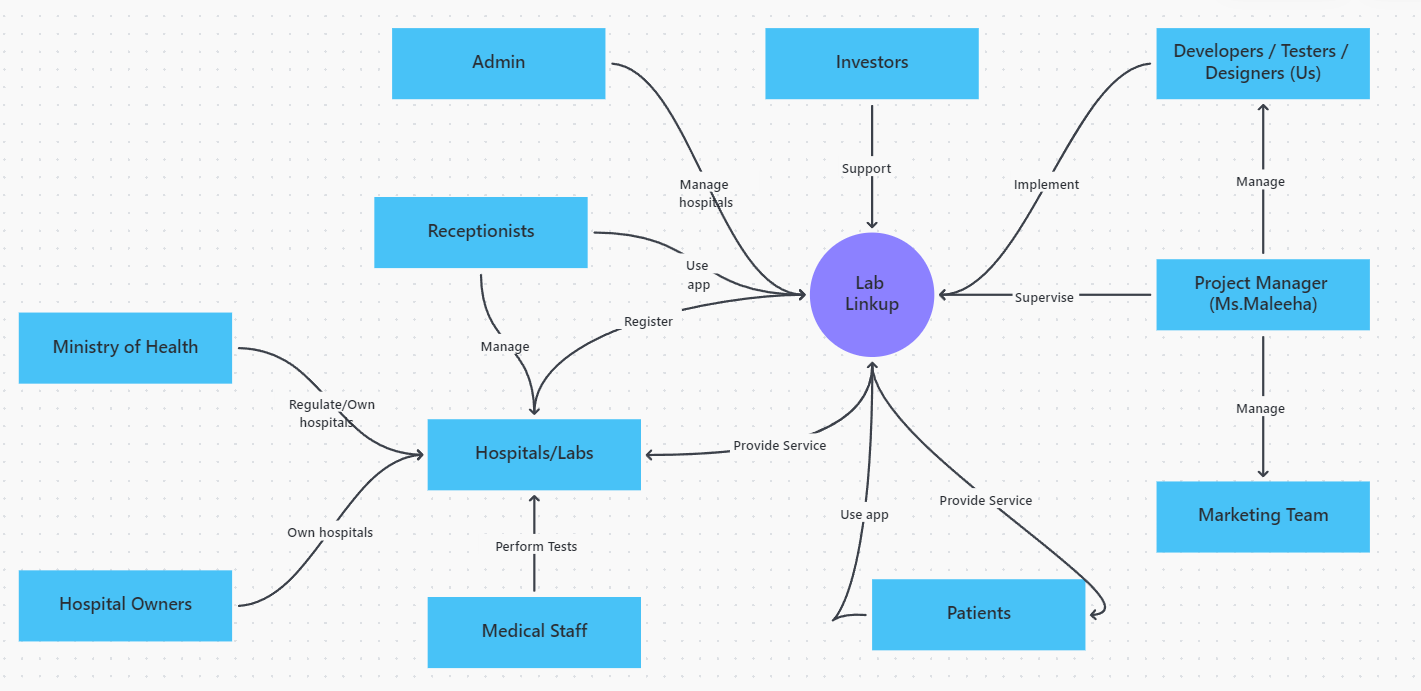 Admin
Investors
Developers / Testers /
Designers (Us)
Support
Manage
hospitals
Implement
Manage
Receptionists
Use
app
Lab
Linkup
Project Manager
(Ms.Maleeha)
Supervise
Register
Manage
Ministry of Health
Regulate/Own
hospitals
Manage
Hospitals/Labs
Provide Service
Own hospitals
Perform Tests
Use app
Provide Service
Marketing Team
Hospital Owners
Medical Staff
Patients